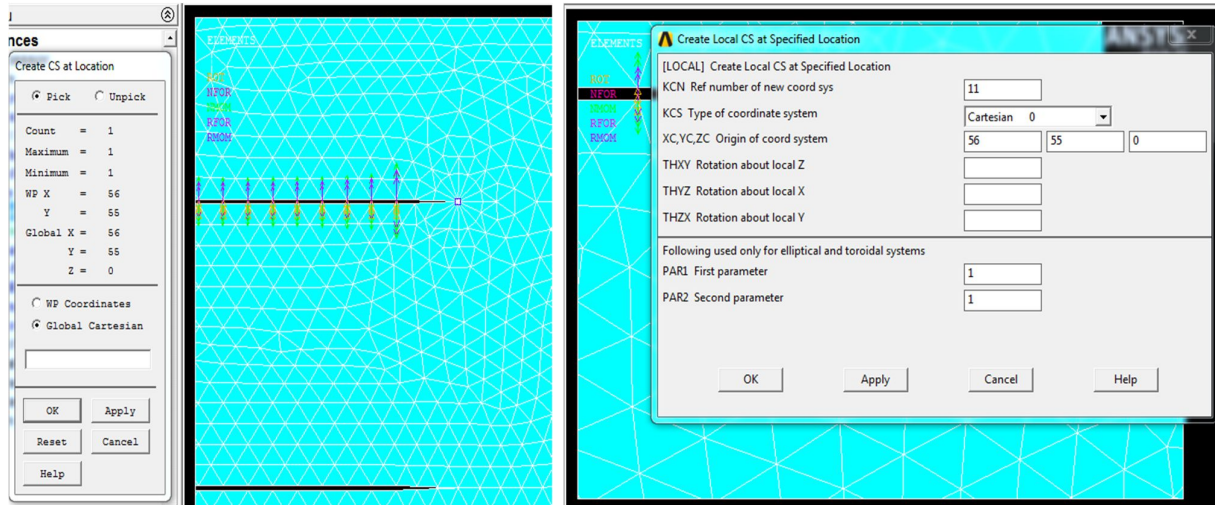 nces
Create CS at Location
Pick Unpick
Count = 1
Maximum = 1
Minimum = 1
WP X = 56
Y = 55
Global X = 56
Y = 55
Z = 0
WP Coordinates
Global Cartesian
OK Apply
Reset Cancel
Help
ELEMENTS
ROT
NFOR
NMOM
RFOR
RMOM
ELEMENTS
ROT
NFOR
NMOM
RFOR
RMOM
Create Local CS at Specified Location
[LOCAL] Create Local CS at Specified Location
KCN Ref number of new coord sys 11
KCS Type of coordinate system Cartesian 0
XC,YC,ZC Origin of coord system 56 55 0
THXY Rotation about local Z
THYZ Rotation about local X
THZX Rotation about local Y
Following used only for elliptical and toroidal systems
PAR1 First parameter 1
PAR2 Second parameter 1
OK Apply Cancel Help